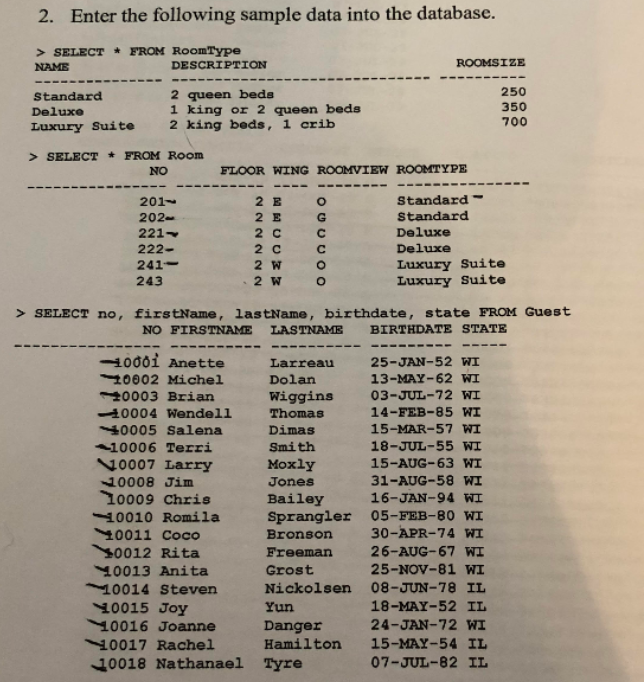 2. Enter the following sample data into the database.
> SELECT * FROM RoomType
NAME DESCRIPTION ROOMSIZE
Standard 2 queen beds 250
Deluxe 1 king or 2 queen beds 350
Luxury Suite 2 king beds, 1 crib 700
> SELECT * FROM Room
NO FLOOR WING ROOMVIEW ROOMTYPE
201 2 E O Standard
202 2 E G Standard
221 2 C C Deluxe
222 2 C C Deluxe
241 2 W O Luxury Suite
243 2 W O Luxury Suite
> SELECT no, firstName, lastName, birthdate, state FROM Guest
NO FIRSTNAME LASTNAME BIRTHDATE STATE
10001 Anette Larreau 25-JAN-52 WI
10002 Michel Dolan 13-MAY-62 WI
10003 Brian Wiggins 03-JUL-72 WI
10004 Wendell Thomas 14-FEB-85 WI
10005 Salena Dimas 15-MAR-57 WI
10006 Terri Smith 18-JUL-55 WI
10007 Larry Moxly 15-AUG-63 WI
10008 Jim Jones 31-AUG-58 WI
10009 Chris Bailey 16-JAN-94 WI
10010 Romila Sprangler 05-FEB-80 WI
10011 Coco Bronson 30-APR-74 WI
10012 Rita Freeman 26-AUG-67 WI
10013 Anita Grost 25-NOV-81 WI
10014 Steven Nickolsen 08-JUN-78 IL
10015 Joy Yun 18-MAY-52 IL
10016 Joanne Danger 24-JAN-72 WI
10017 Rachel Hamilton 15-MAY-54 IL
10018 Nathanael Tyre 07-JUL-82 IL